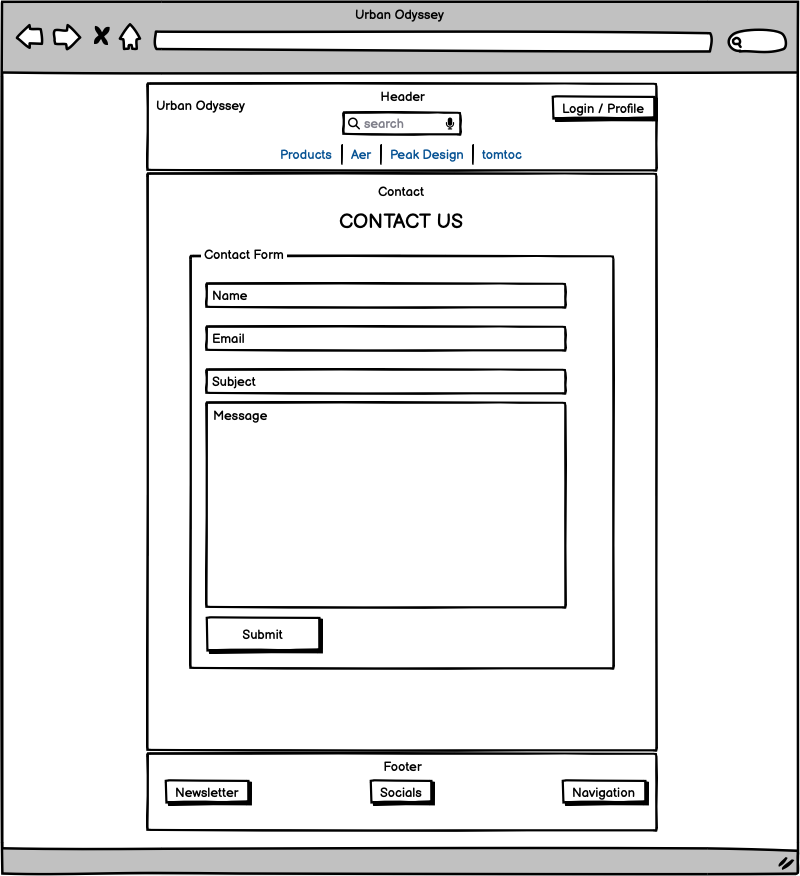 Urban Odyssey
Header
Urban Odyssey
Login / Profile
search
Products | Aer | Peak Design | tomtoc
Contact
CONTACT US
Contact Form
Name
Email
Subject
Message
Submit
Footer
Newsletter
Socials
Navigation